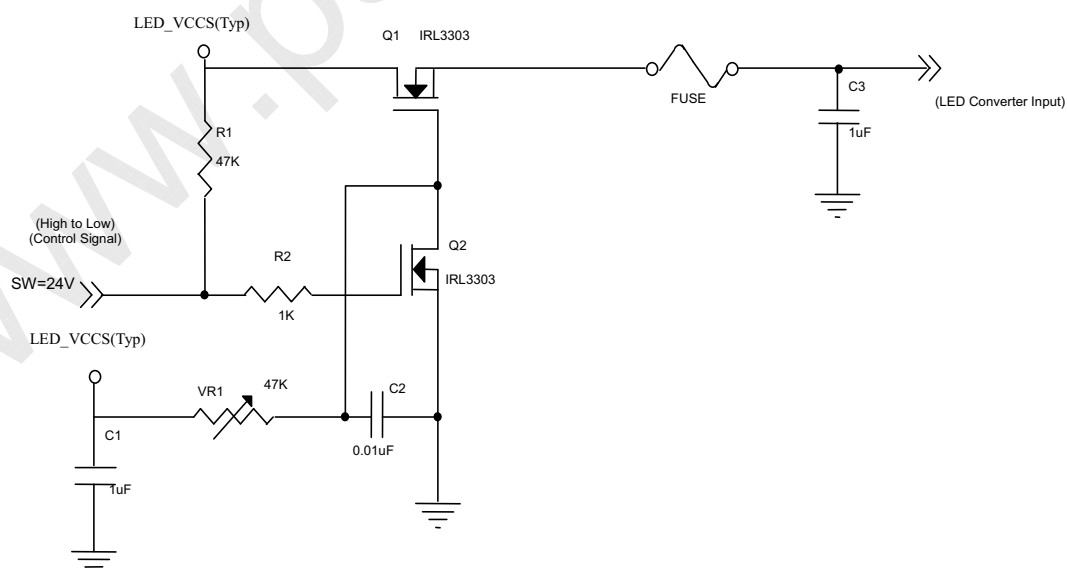 LED_VCCS(Typ)
Q1 IRL3303
FUSE
C3
(LED Converter Input)
1uF
R1
47K
(High to Low)
(Control Signal)
SW=24V
R2
1K
Q2
IRL3303
LED_VCCS(Typ)
VR1
47K
C2
0.01uF
C1
1uF
www.p